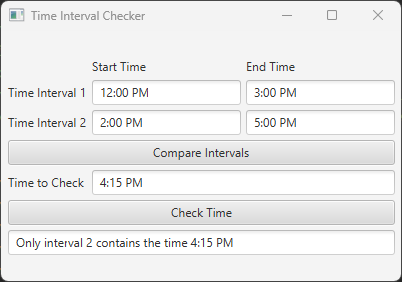 Time Interval Checker
Start Time End Time
Time Interval 1 12:00 PM 3:00 PM
Time Interval 2 2:00 PM 5:00 PM
Compare Intervals
Time to Check 4:15 PM
Check Time
Only interval 2 contains the time 4:15 PM